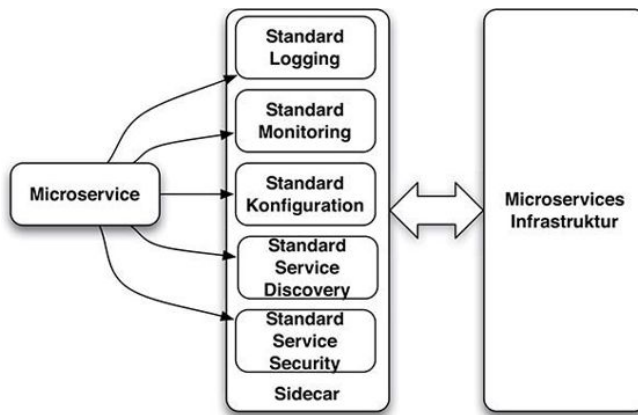 Standard
Logging
Standard
Monitoring
Microservice
Standard
Konfiguration
Standard
Service
Discovery
Standard
Service
Security
Sidecar
Microservices
Infrastruktur